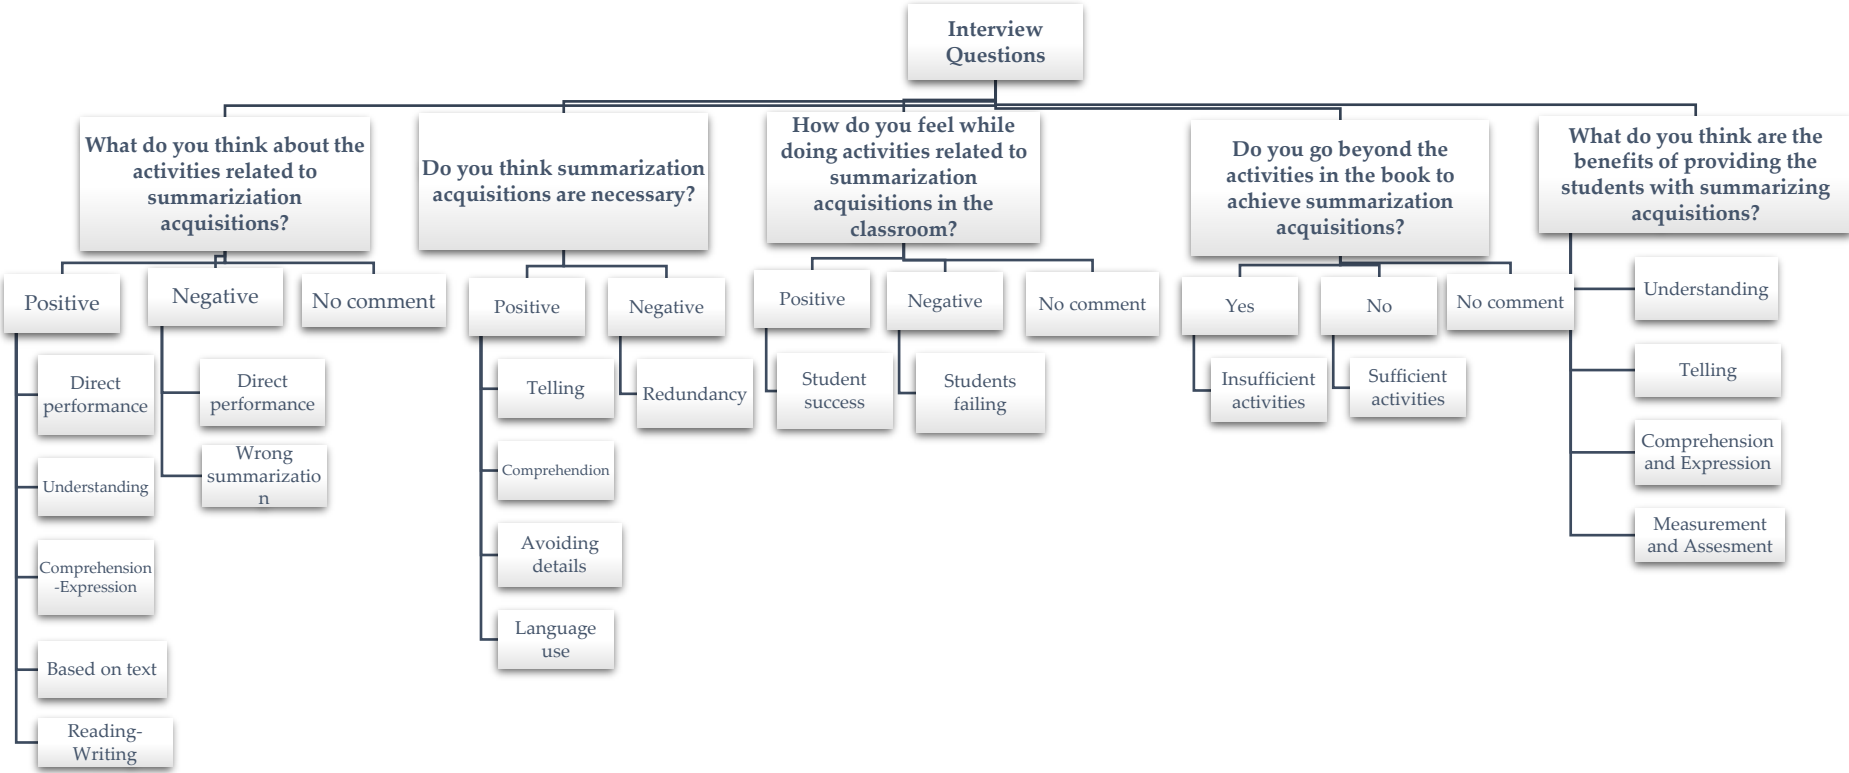 Interview
Questions
What do you think about the
activities related to
summariziation
acquisitions?
Positive
Direct
performance
Understanding
Comprehension
-Expression
Based on text
Reading-
Writing
Negative
Direct
performance
Wrong
summarizatio
n
No comment
Do you think summarization
acquisitions are necessary?
Positive
Telling
Comprehendion
Avoiding
details
Language
use
Negative
Redundancy
How do you feel while
doing activities related to
summarization
acquisitions in the
classroom?
Positive
Student
success
Negative
Students
failing
No comment
Do you go beyond the
activities in the book to
achieve summarization
acquisitions?
Yes
Insufficient
activities
No
Sufficient
activities
No comment
What do you think are the
benefits of providing the
students with summarizing
acquisitions?
Understanding
Telling
Comprehension
and Expression
Measurement
and Assesment